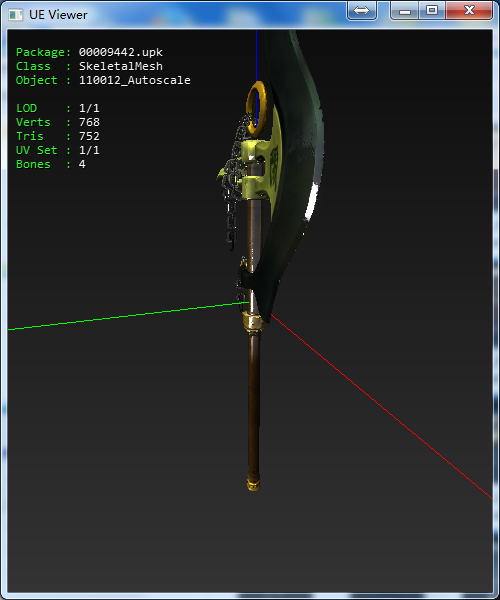 UE Viewer
Package: 00009442.upk
Class : SkeletalMesh
Object : 110012_Autoscale
LOD : 1/1
Verts : 768
Tris : 752
UV Set : 1/1
Bones : 4